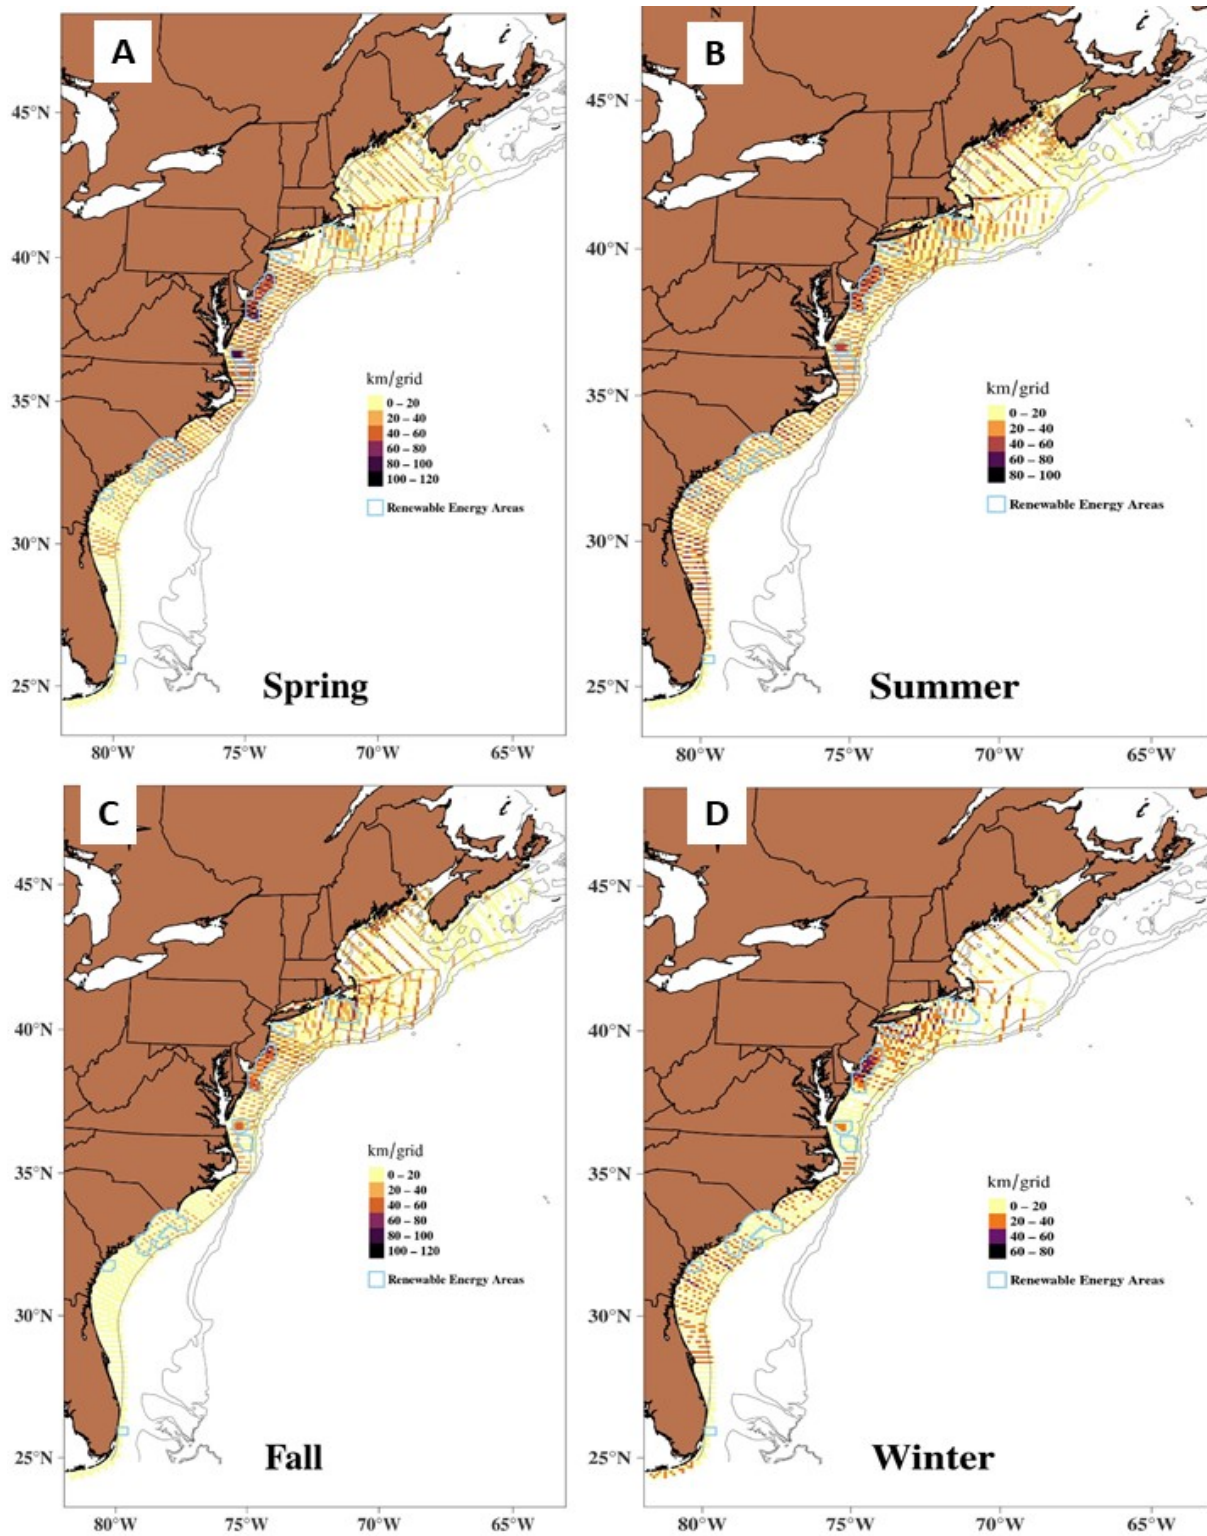 A
45°N
40°N
35°N
30°N
25°N
km/grid
0 – 20
20 – 40
40 – 60
60 – 80
80 – 100
100 – 120
Renewable Energy Areas
Spring
80°W 75°W 70°W 65°W
N
B
45°N
40°N
35°N
30°N
25°N
km/grid
0 – 20
20 – 40
40 – 60
60 – 80
80 – 100
Renewable Energy Areas
Summer
80°W 75°W 70°W 65°W
C
45°N
40°N
35°N
30°N
25°N
km/grid
0 – 20
20 – 40
40 – 60
60 – 80
80 – 100
100 – 120
Renewable Energy Areas
Fall
80°W 75°W 70°W 65°W
D
45°N
40°N
35°N
30°N
25°N
km/grid
0 – 20
20 – 40
40 – 60
60 – 80
Renewable Energy Areas
Winter
80°W 75°W 70°W 65°W